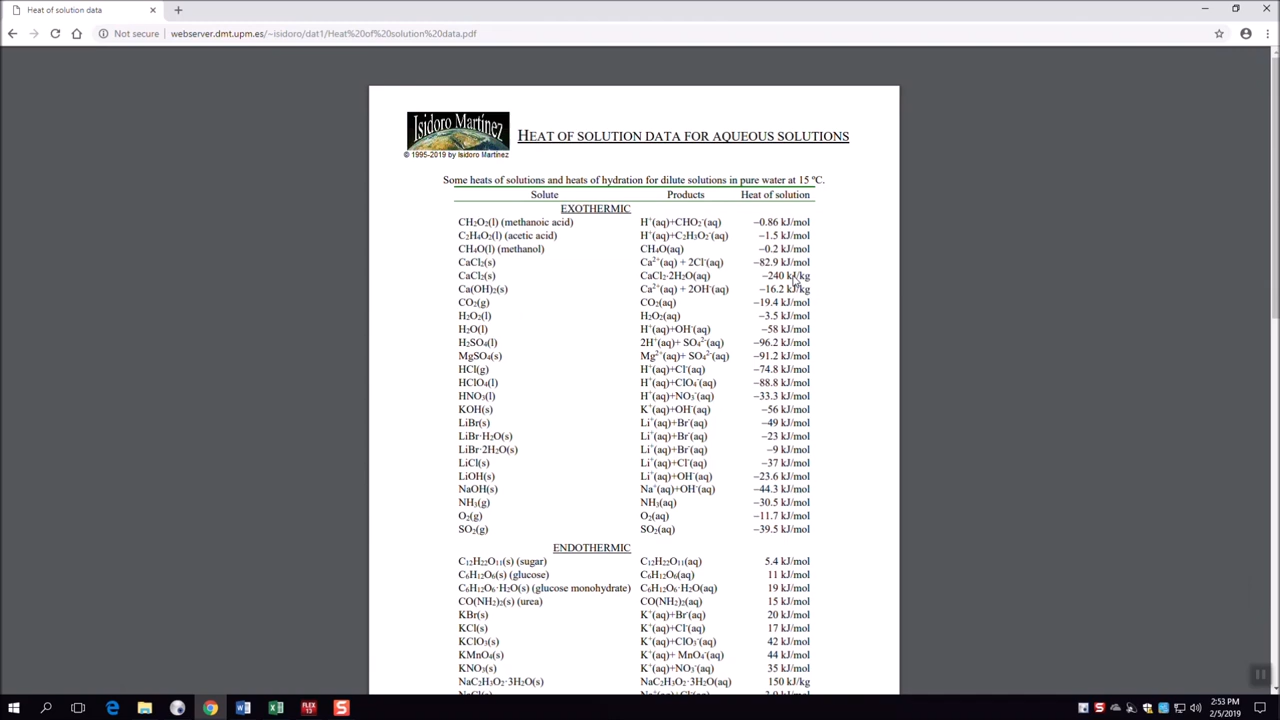 Heat of solution data
Not secure | webserver.dmt.upm.es/~isidoro/dat1/Heat%20of%20solution%20data.pdf
Isidoro Martínez
© 1995-2019 by Isidoro Martínez
HEAT OF SOLUTION DATA FOR AQUEOUS SOLUTIONS
Some heats of solutions and heats of hydration for dilute solutions in pure water at 15 ºC.
Solute Products Heat of solution
EXOTHERMIC
CH₂O₂(l) (methanoic acid) H⁺(aq)+CHO₂⁻(aq) −0.86 kJ/mol
C₂H₄O₂(l) (acetic acid) H⁺(aq)+C₂H₃O₂⁻(aq) −1.5 kJ/mol
CH₄O(l) (methanol) CH₄O(aq) −0.2 kJ/mol
CaCl₂(s) Ca²⁺(aq) + 2Cl⁻(aq) −82.9 kJ/mol
CaCl₂(s) CaCl₂·2H₂O(aq) −240 kJ/kg
Ca(OH)₂(s) Ca²⁺(aq) + 2OH⁻(aq) −16.2 kJ/kg
CO₂(g) CO₂(aq) −19.4 kJ/mol
H₂O₂(l) H₂O₂(aq) −3.5 kJ/mol
H₂O(l) H⁺(aq)+OH⁻(aq) −58 kJ/mol
H₂SO₄(l) 2H⁺(aq)+ SO₄²⁻(aq) −96.2 kJ/mol
MgSO₄(s) Mg²⁺(aq)+ SO₄²⁻(aq) −91.2 kJ/mol
HCl(g) H⁺(aq)+Cl⁻(aq) −74.8 kJ/mol
HClO₄(l) H⁺(aq)+ClO₄⁻(aq) −88.8 kJ/mol
HNO₃(l) H⁺(aq)+NO₃⁻(aq) −33.3 kJ/mol
KOH(s) K⁺(aq)+OH⁻(aq) −56 kJ/mol
LiBr(s) Li⁺(aq)+Br⁻(aq) −49 kJ/mol
LiBr·H₂O(s) Li⁺(aq)+Br⁻(aq) −23 kJ/mol
LiBr·2H₂O(s) Li⁺(aq)+Br⁻(aq) −9 kJ/mol
LiCl(s) Li⁺(aq)+Cl⁻(aq) −37 kJ/mol
LiOH(s) Li⁺(aq)+OH⁻(aq) −23.6 kJ/mol
NaOH(s) Na⁺(aq)+OH⁻(aq) −44.3 kJ/mol
NH₃(g) NH₃(aq) −30.5 kJ/mol
O₂(g) O₂(aq) −11.7 kJ/mol
SO₂(g) SO₂(aq) −39.5 kJ/mol
ENDOTHERMIC
C₁₂H₂₂O₁₁(s) (sugar) C₁₂H₂₂O₁₁(aq) 5.4 kJ/mol
C₆H₁₂O₆(s) (glucose) C₆H₁₂O₆(aq) 11 kJ/mol
C₆H₁₂O₆·H₂O(s) (glucose monohydrate) C₆H₁₂O₆·H₂O(aq) 19 kJ/mol
CO(NH₂)₂(s) (urea) CO(NH₂)₂(aq) 15 kJ/mol
KBr(s) K⁺(aq)+Br⁻(aq) 20 kJ/mol
KCl(s) K⁺(aq)+Cl⁻(aq) 17 kJ/mol
KClO₃(s) K⁺(aq)+ClO₃⁻(aq) 42 kJ/mol
KMnO₄(s) K⁺(aq)+ MnO₄⁻(aq) 44 kJ/mol
KNO₃(s) K⁺(aq)+NO₃⁻(aq) 35 kJ/mol
NaC₂H₃O₂·3H₂O(s) NaC₂H₃O₂·3H₂O(aq) 150 kJ/kg
FLEX 13
2:53 PM
2/5/2019